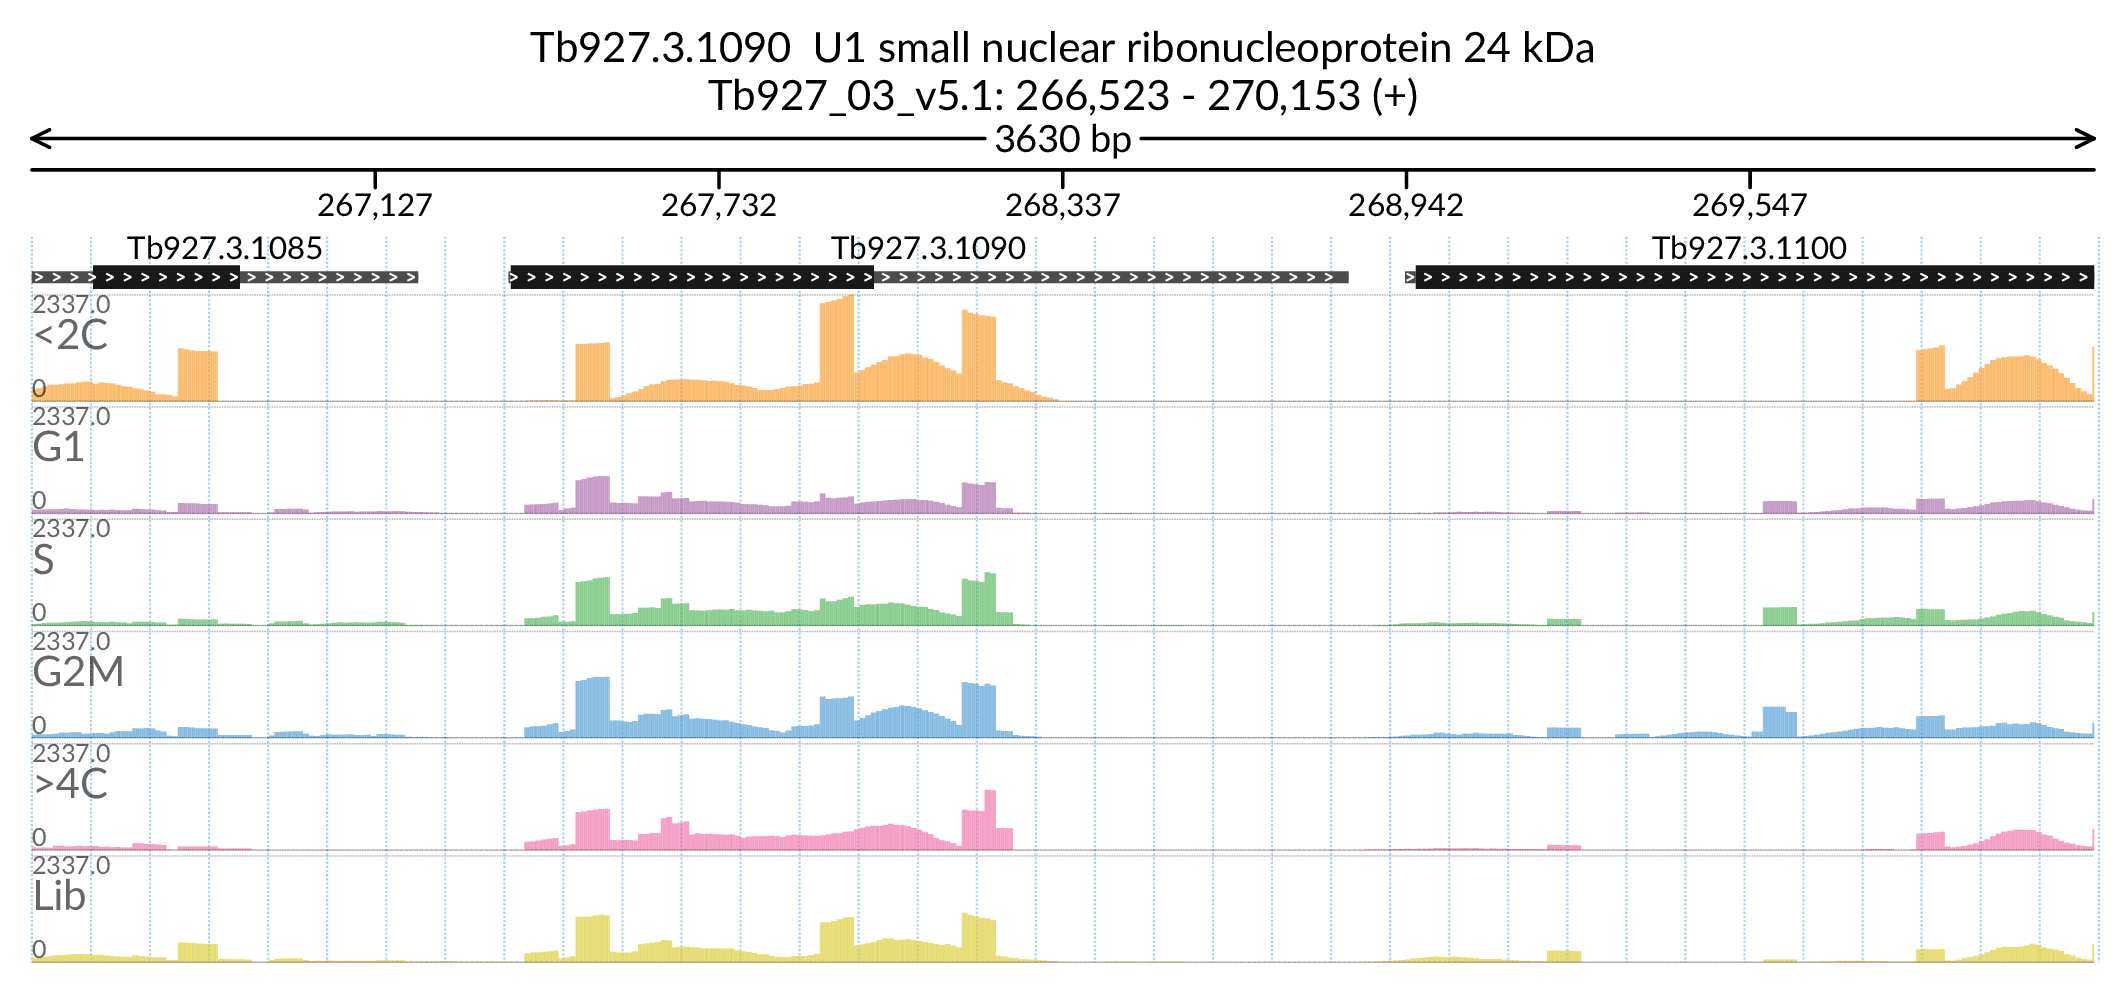 Tb927.3.1090  U1 small nuclear ribonucleoprotein 24 kDa
Tb927_03_v5.1: 266,523 - 270,153 (+)
3630 bp
267,127 267,732 268,337 268,942 269,547
Tb927.3.1085 Tb927.3.1090 Tb927.3.1100
2337.0
<2C
0
2337.0
G1
0
2337.0
S
0
2337.0
G2M
0
2337.0
>4C
0
2337.0
Lib
0